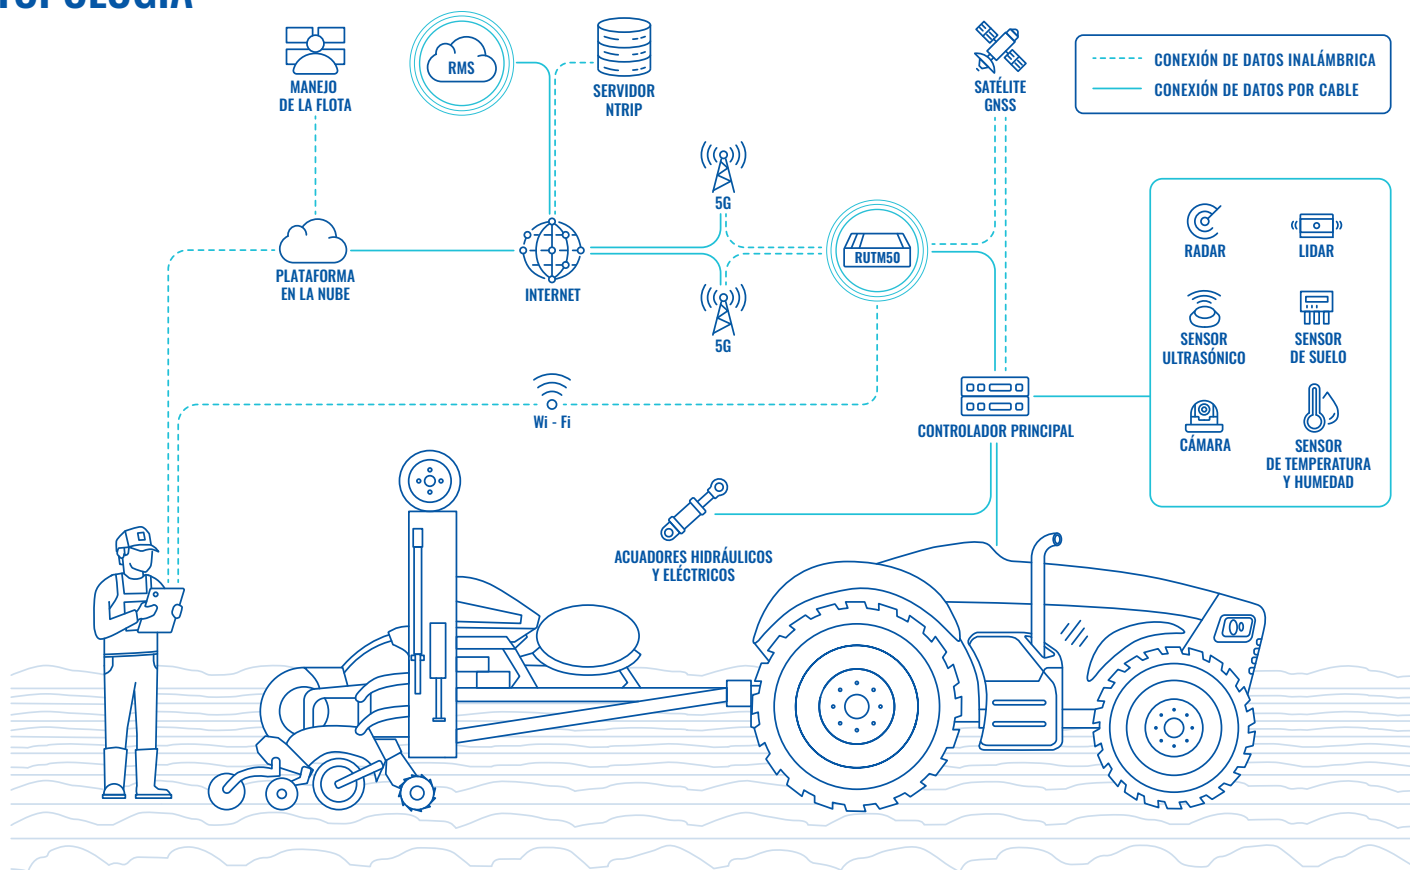 TOPOLOGÍA
MANEJO
DE LA FLOTA
RMS
SERVIDOR
NTRIP
SATÉLITE
GNSS
CONEXIÓN DE DATOS INALÁMBRICA
CONEXIÓN DE DATOS POR CABLE
5G
RADAR
LIDAR
PLATAFORMA
EN LA NUBE
INTERNET
RUTM50
5G
SENSOR
ULTRASÓNICO
SENSOR
DE SUELO
Wi - Fi
CONTROLADOR PRINCIPAL
CÁMARA
SENSOR
DE TEMPERATURA
Y HUMEDAD
ACUADORES HIDRÁULICOS
Y ELÉCTRICOS